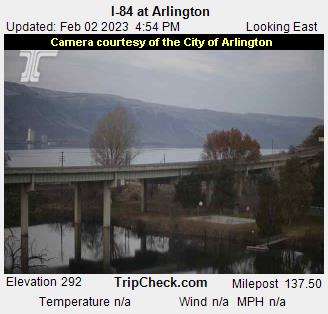 I-84 at Arlington
Updated: Feb 02 2023 4:54 PM Looking East
Camera courtesy of the City of Arlington
Elevation 292 TripCheck.com Milepost 137.50
Temperature n/a Wind n/a MPH n/a